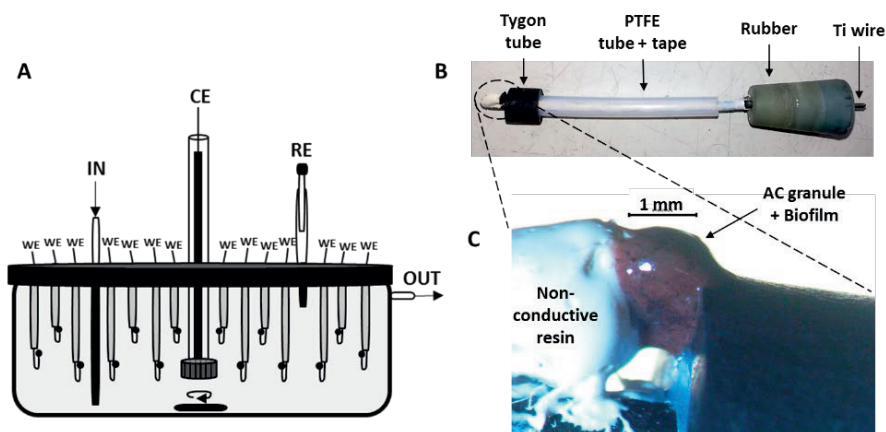 A
CE
IN
RE
WE WE WE WE WE WE WE WE WE WE WE WE WE WE
OUT
B
Tygon
tube
PTFE
tube + tape
Rubber
Ti wire
C
1 mm
AC granule
+ Biofilm
Non-
conductive
resin